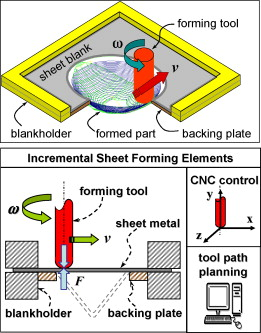 forming tool
sheet blank
ω
v
blankholder
formed part
backing plate
Incremental Sheet Forming Elements
forming tool
ω
v
sheet metal
F
blankholder
backing plate
CNC control
y
x
z
tool path
planning